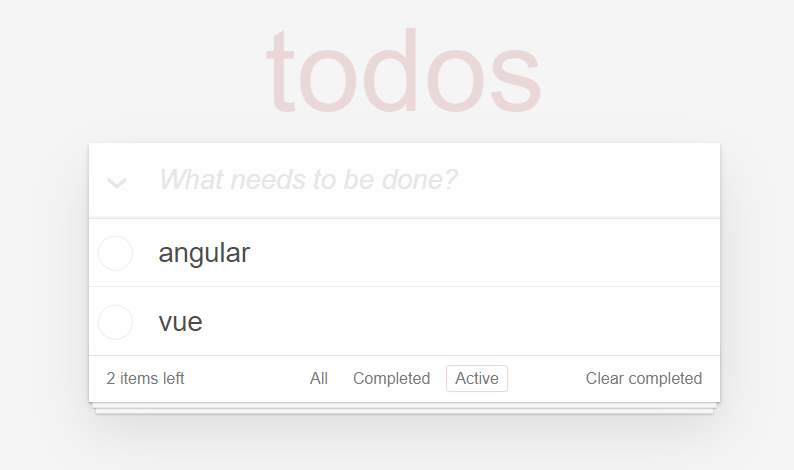 todos
What needs to be done?
angular
vue
2 items left All Completed Active Clear completed